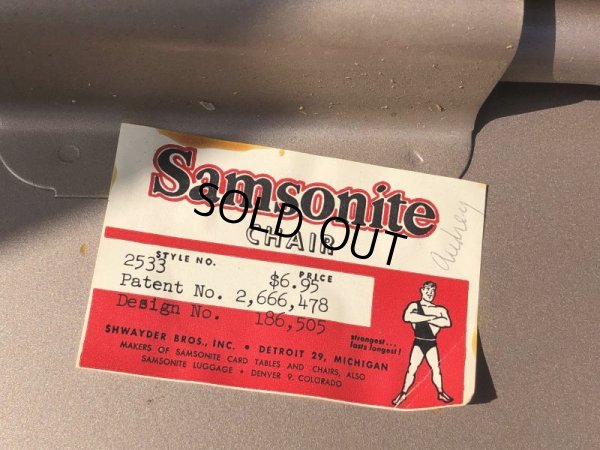 Samsonite
SOLD OUT
CHAIR
STYLE NO. PRICE
2533 $6.95
Patent No. 2,666,478
Design No. 186,505
SHWAYDER BROS., INC. • DETROIT 29, MICHIGAN
MAKERS OF SAMSONITE CARD TABLES AND CHAIRS, ALSO
SAMSONITE LUGGAGE • DENVER 9, COLORADO
strongest...
lasts longest!
Audrey